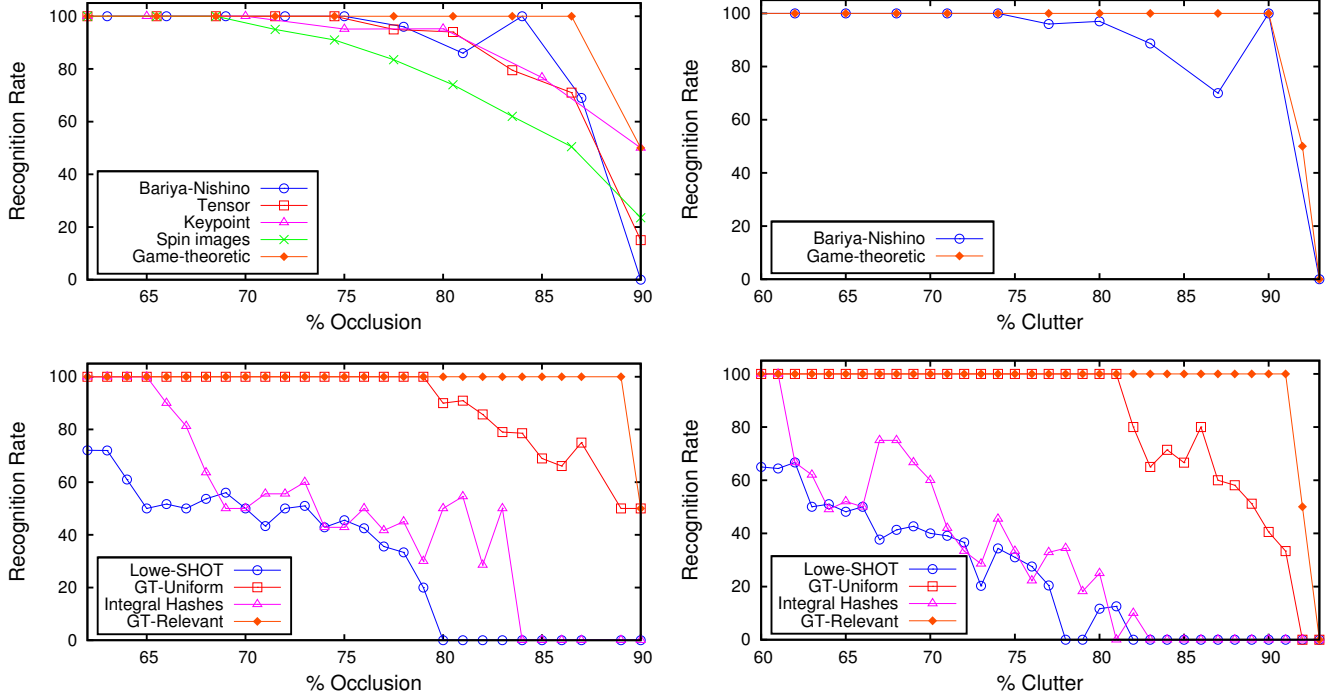 100
80
60
40
20
0
Recognition Rate
Bariya-Nishino
Tensor
Keypoint
Spin images
Game-theoretic
65 70 75 80 85 90
% Occlusion
100
80
60
40
20
0
Recognition Rate
Bariya-Nishino
Game-theoretic
60 65 70 75 80 85 90
% Clutter
100
80
60
40
20
0
Recognition Rate
Lowe-SHOT
GT-Uniform
Integral Hashes
GT-Relevant
65 70 75 80 85 90
% Occlusion
100
80
60
40
20
0
Recognition Rate
Lowe-SHOT
GT-Uniform
Integral Hashes
GT-Relevant
60 65 70 75 80 85 90
% Clutter